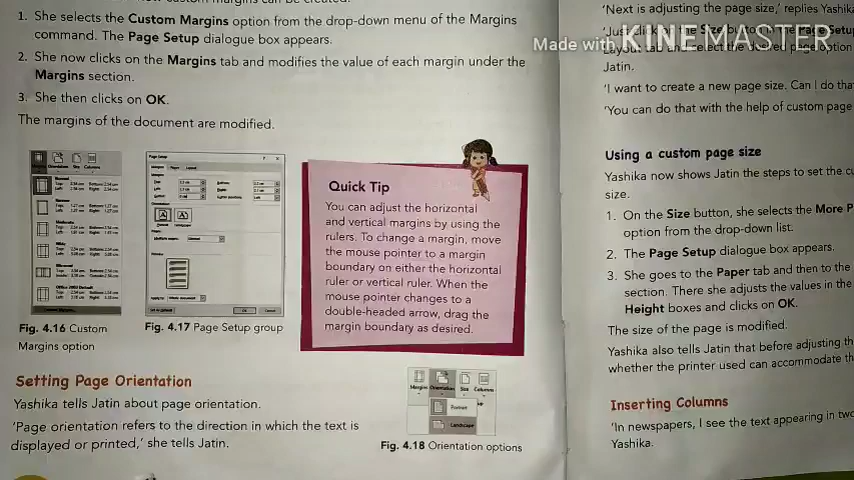 1. She selects the Custom Margins option from the drop-down menu of the Margins
command. The Page Setup dialogue box appears.
2. She now clicks on the Margins tab and modifies the value of each margin under the
Margins section.
3. She then clicks on OK.
The margins of the document are modified.
Fig. 4.16 Custom
Margins option
Fig. 4.17 Page Setup group
Quick Tip
You can adjust the horizontal
and vertical margins by using the
rulers. To change a margin, move
the mouse pointer to a margin
boundary on either the horizontal
ruler or vertical ruler. When the
mouse pointer changes to a
double-headed arrow, drag the
margin boundary as desired.
Setting Page Orientation
Yashika tells Jatin about page orientation.
'Page orientation refers to the direction in which the text is
displayed or printed,' she tells Jatin.
Margins Orientation Size Columns
Portrait
Landscape
Fig. 4.18 Orientation options
'Next is adjusting the page size,' replies Yashika
Made with KINEMASTER
Jatin.
'I want to create a new page size. Can I do tha
'You can do that with the help of custom page
Using a custom page size
Yashika now shows Jatin the steps to set the cu
size.
1. On the Size button, she selects the More P
option from the drop-down list.
2. The Page Setup dialogue box appears.
3. She goes to the Paper tab and then to the
section. There she adjusts the values in the
Height boxes and clicks on OK.
The size of the page is modified.
Yashika also tells Jatin that before adjusting th
whether the printer used can accommodate th
Inserting Columns
'In newspapers, I see the text appearing in two
Yashika.